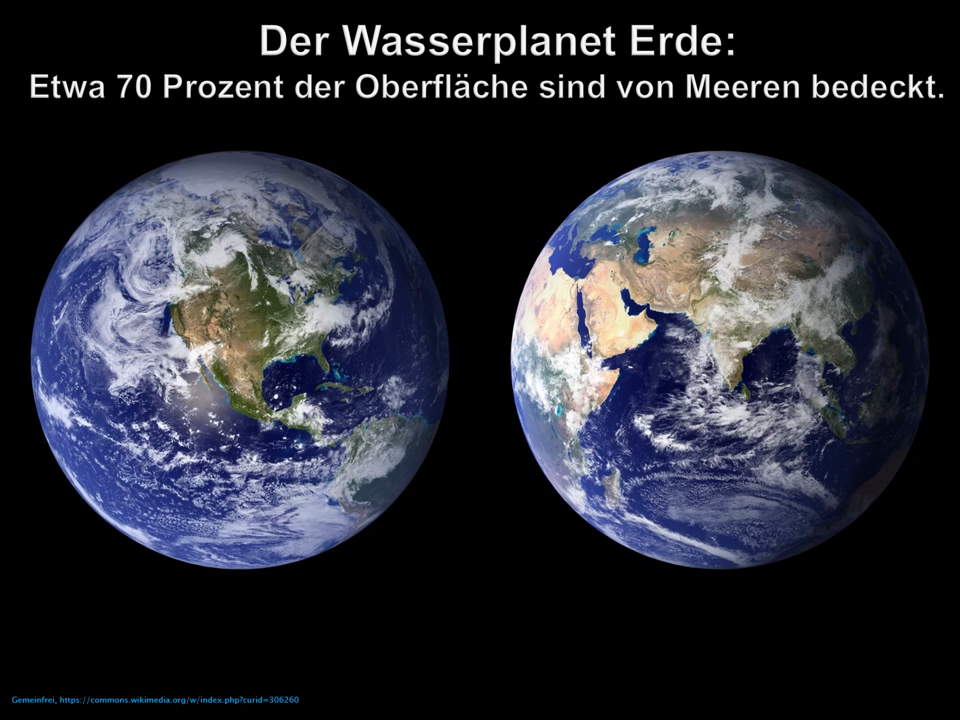 Der Wasserplanet Erde:
Etwa 70 Prozent der Oberfläche sind von Meeren bedeckt.
Gemeinfrei, https://commons.wikimedia.org/w/index.php?curid=306260